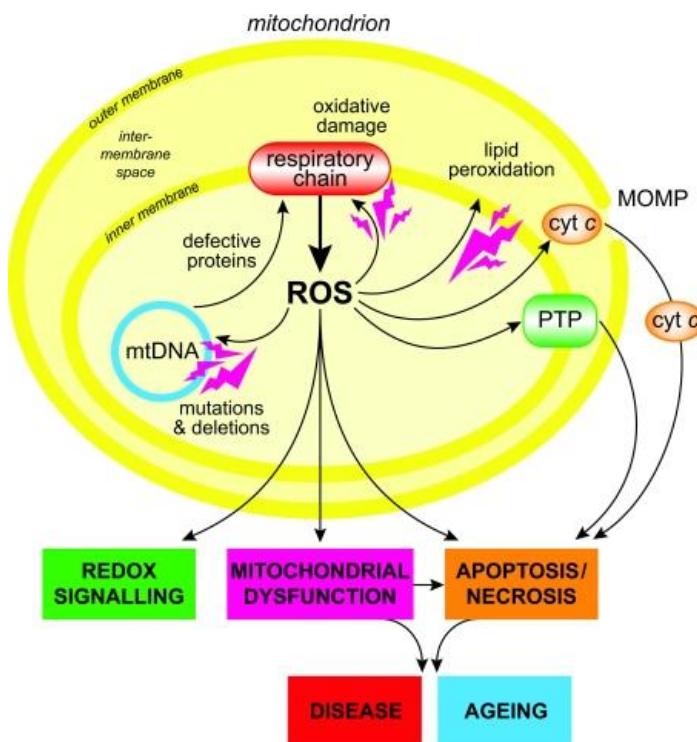 mitochondrion
outer membrane
inter-
membrane
space
inner membrane
oxidative
damage
respiratory
chain
lipid
peroxidation
MOMP
cyt c
defective
proteins
ROS
PTP
cyt c
mtDNA
mutations
& deletions
REDOX
SIGNALLING
MITOCHONDRIAL
DYSFUNCTION
APOPTOSIS/
NECROSIS
DISEASE
AGEING